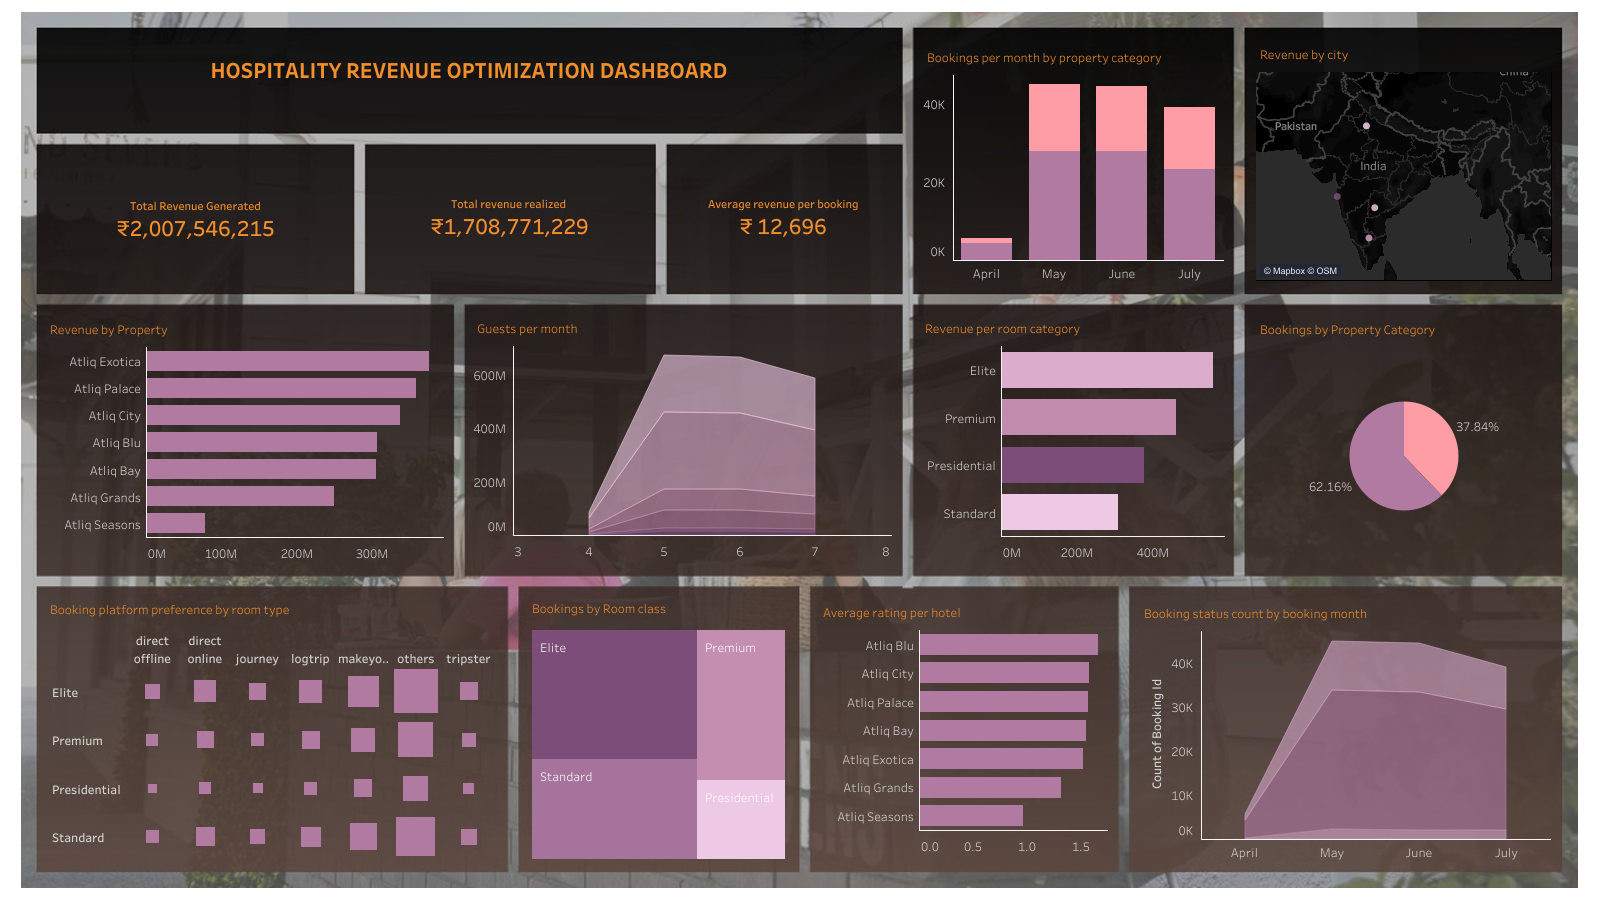 HOSPITALITY REVENUE OPTIMIZATION DASHBOARD
Total Revenue Generated
₹2,007,546,215
Total revenue realized
₹1,708,771,229
Average revenue per booking
₹ 12,696
Bookings per month by property category
40K
20K
0K
April May June July
Revenue by city
China
Pakistan
India
© Mapbox © OSM
Revenue by Property
Atliq Exotica
Atliq Palace
Atliq City
Atliq Blu
Atliq Bay
Atliq Grands
Atliq Seasons
0M 100M 200M 300M
Guests per month
600M
400M
200M
0M
3 4 5 6 7 8
Revenue per room category
Elite
Premium
Presidential
Standard
0M 200M 400M
Bookings by Property Category
37.84%
62.16%
Booking platform preference by room type
direct offline
direct online
journey logtrip makeyo.. others tripster
Elite
Premium
Presidential
Standard
Bookings by Room class
Elite
Premium
Standard
Presidential
Average rating per hotel
Atliq Blu
Atliq City
Atliq Palace
Atliq Bay
Atliq Exotica
Atliq Grands
Atliq Seasons
0.0 0.5 1.0 1.5
Booking status count by booking month
Count of Booking Id
40K
30K
20K
10K
0K
April May June July